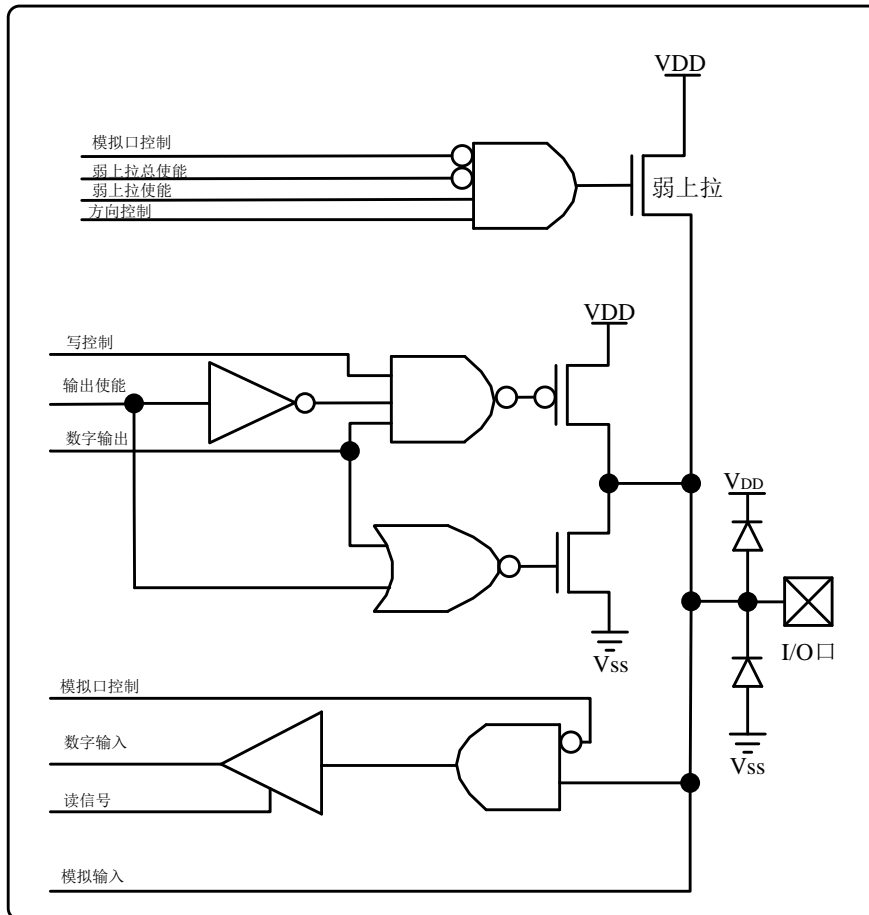 VDD
模拟口控制
弱上拉总使能
弱上拉使能
方向控制
弱上拉
VDD
写控制
输出使能
数字输出
VDD
I/O口
Vss
模拟口控制
数字输入
Vss
读信号
模拟输入